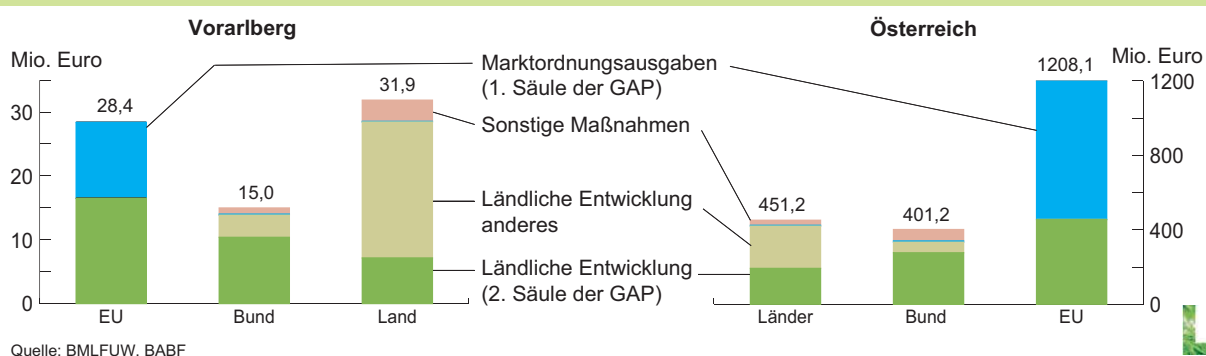 Vorarlberg
Österreich
Mio. Euro
Mio. Euro
28,4
15,0
31,9
30
20
10
0
EU
Bund
Land
Marktordnungsausgaben
(1. Säule der GAP)
Sonstige Maßnahmen
Ländliche Entwicklung
anderes
Ländliche Entwicklung
(2. Säule der GAP)
451,2
401,2
1208,1
1200
800
400
0
Länder
Bund
EU
Quelle: BMLFUW, BABF